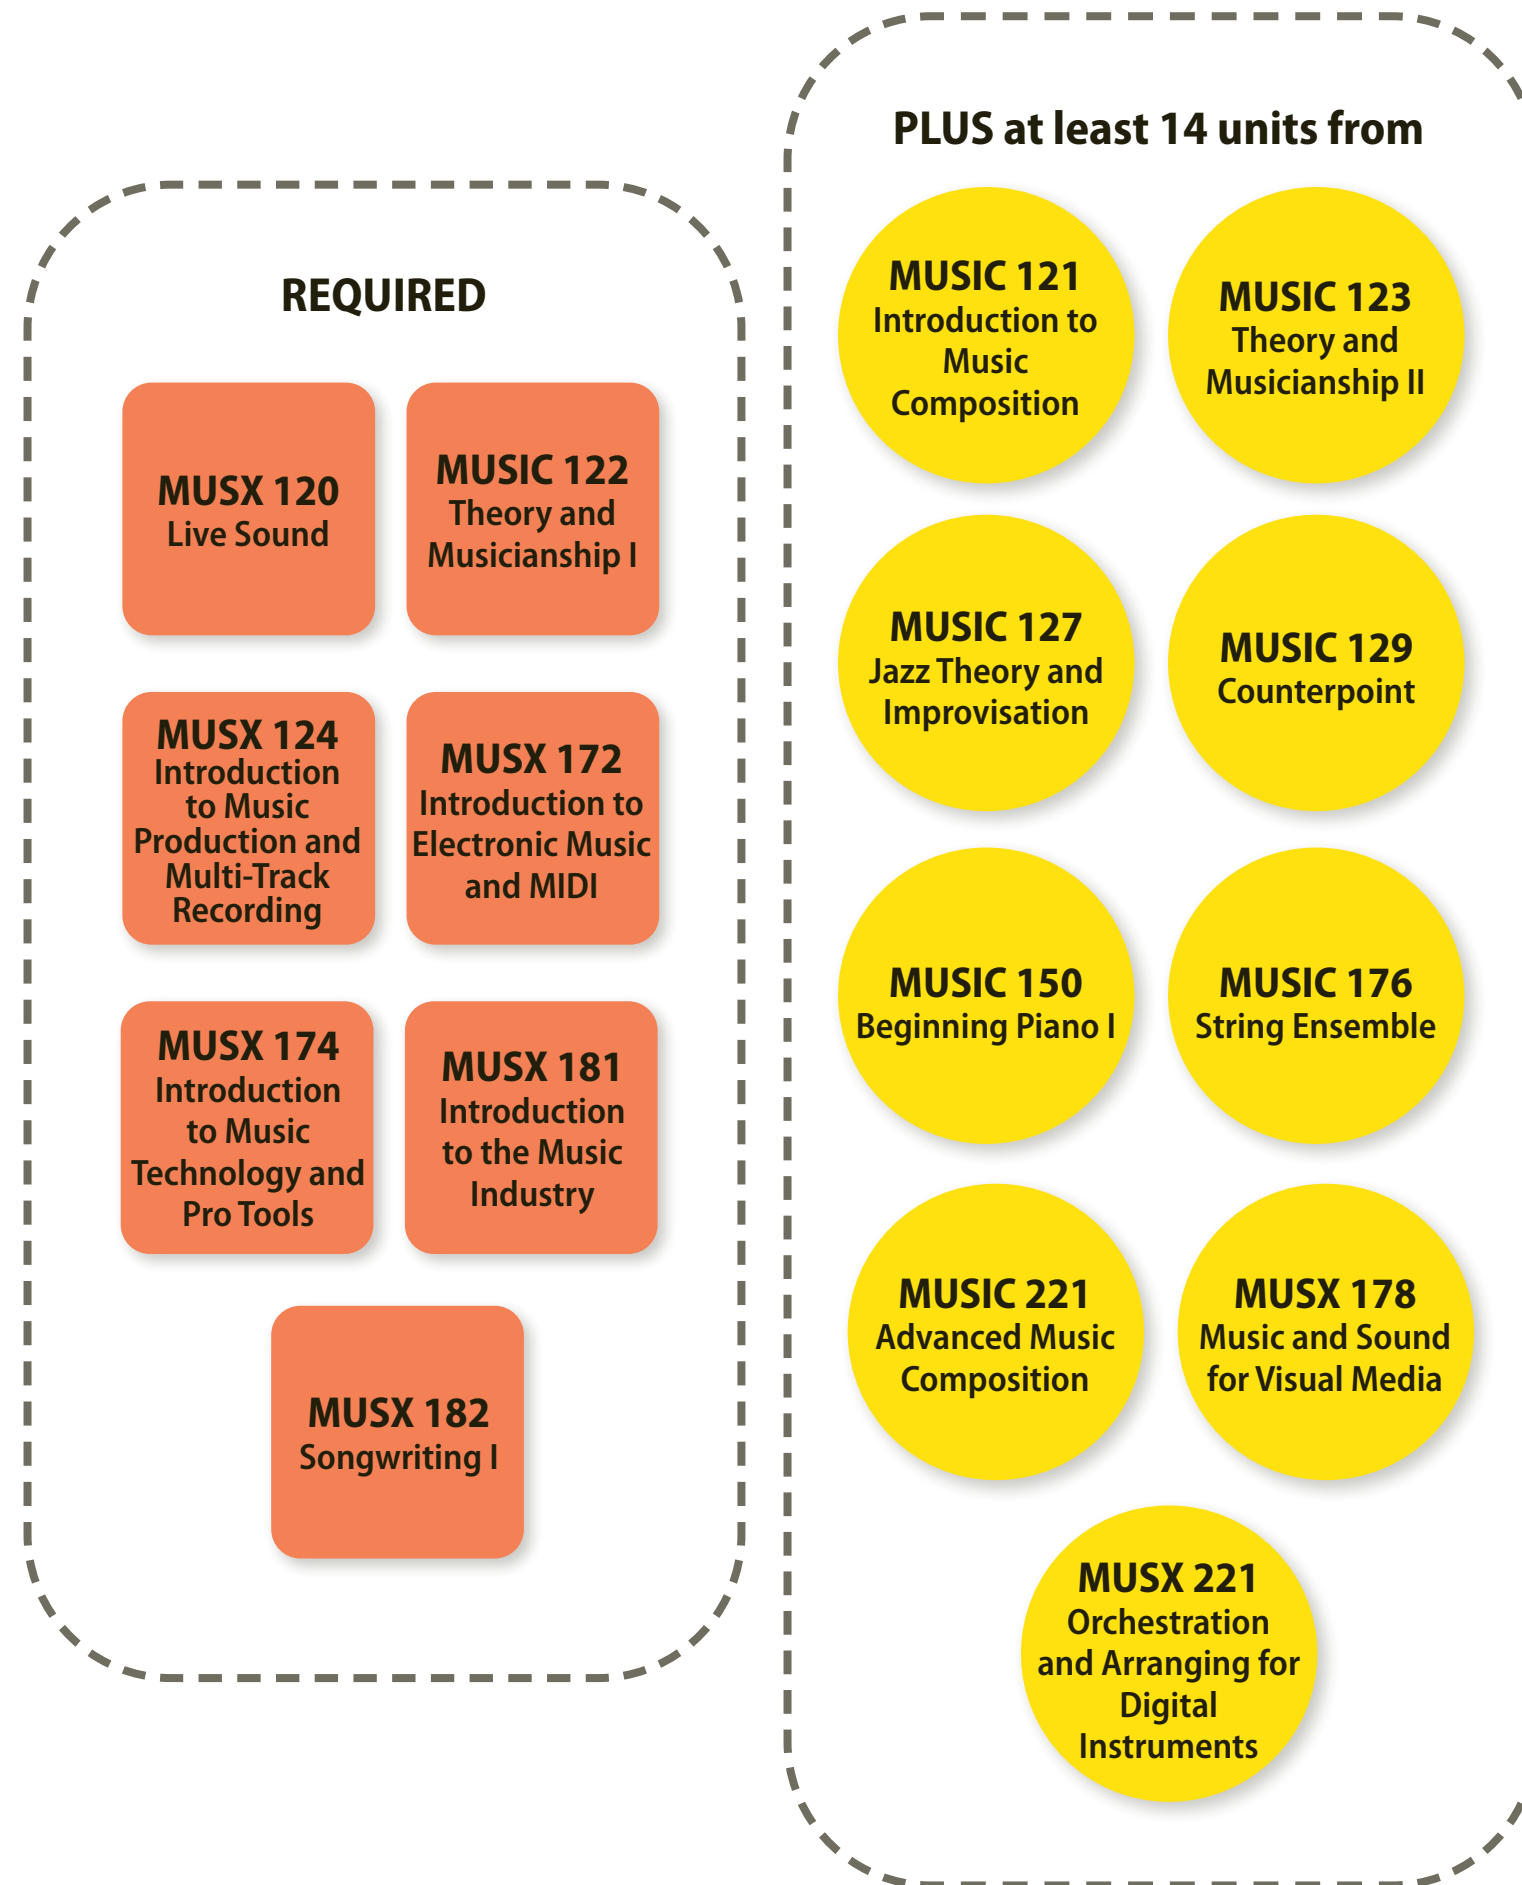 REQUIRED
MUSX 120
Live Sound
MUSIC 122
Theory and
Musicianship I
MUSX 124
Introduction
to Music
Production and
Multi-Track
Recording
MUSX 172
Introduction to
Electronic Music
and MIDI
MUSX 174
Introduction
to Music
Technology and
Pro Tools
MUSX 181
Introduction
to the Music
Industry
MUSX 182
Songwriting I
PLUS at least 14 units from
MUSIC 121
Introduction to
Music
Composition
MUSIC 123
Theory and
Musicianship II
MUSIC 127
Jazz Theory and
Improvisation
MUSIC 129
Counterpoint
MUSIC 150
Beginning Piano I
MUSIC 176
String Ensemble
MUSIC 221
Advanced Music
Composition
MUSX 178
Music and Sound
for Visual Media
MUSX 221
Orchestration
and Arranging for
Digital
Instruments